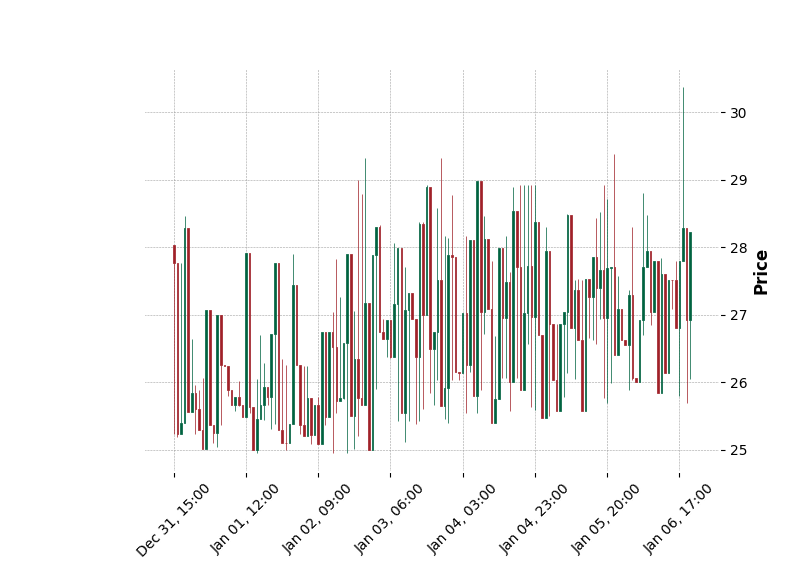 30
29
28
27
26
25
Price
Dec 31, 15:00
Jan 01, 12:00
Jan 02, 09:00
Jan 03, 06:00
Jan 04, 03:00
Jan 04, 23:00
Jan 05, 20:00
Jan 06, 17:00